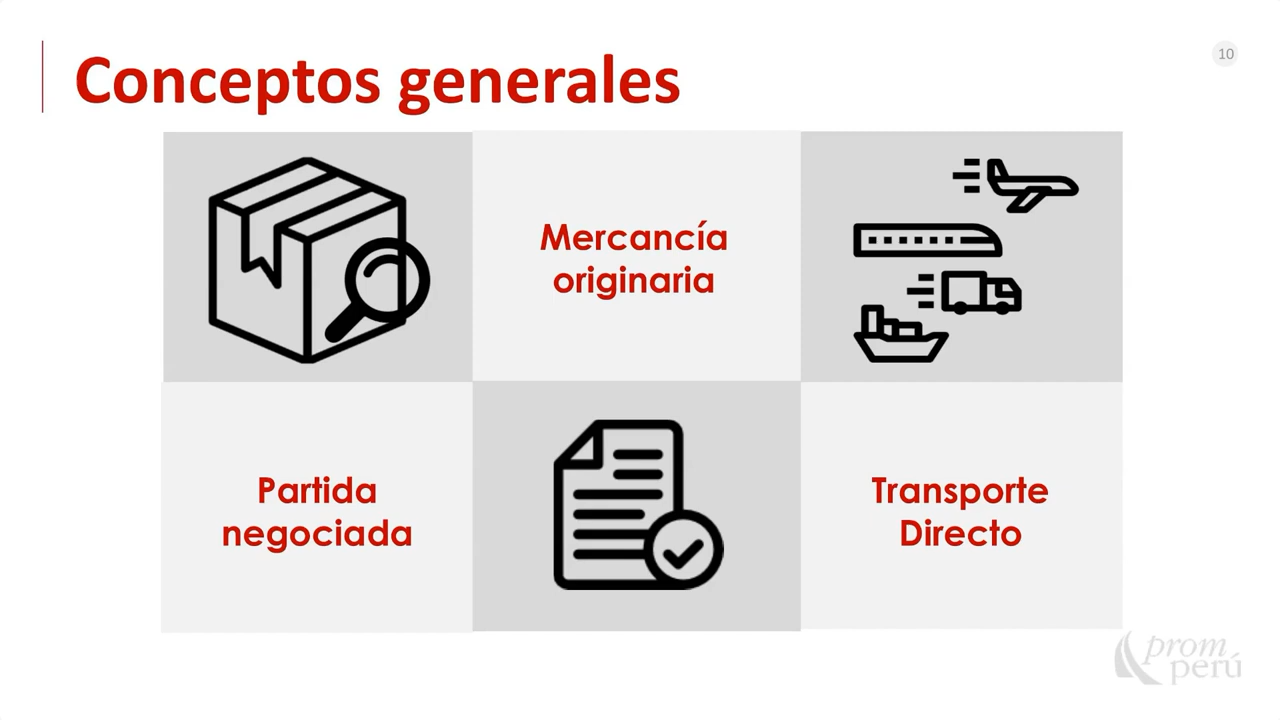 Conceptos generales
10
Mercancía
originaria
Partida
negociada
Transporte
Directo
prom
perú